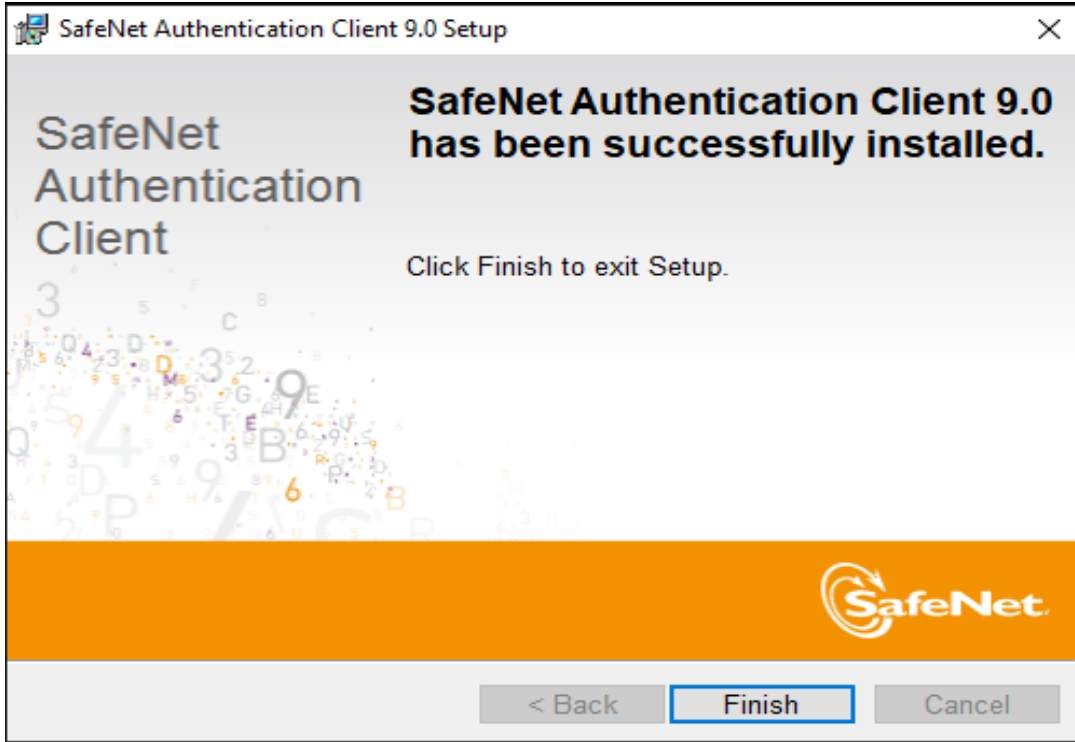 SafeNet Authentication Client 9.0 Setup
SafeNet
Authentication
Client
SafeNet Authentication Client 9.0
has been successfully installed.
Click Finish to exit Setup.
SafeNet.
< Back
Finish
Cancel